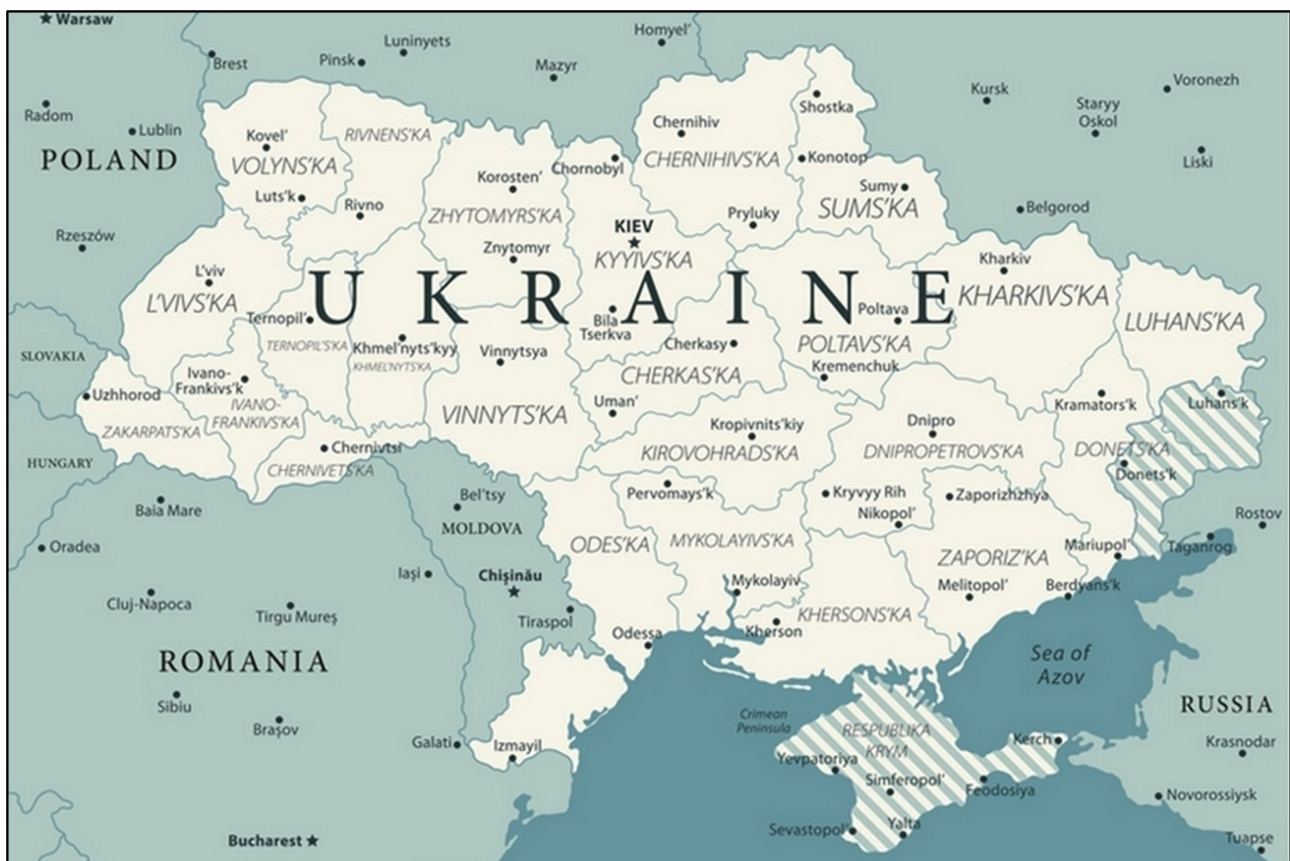 Warsaw
Homyel'
Luninyets
Brest
Pinsk
Mazyr
Voronezh
Kursk
Staryy
Oskol
Radom
Shostka
Lublin
Chernihiv
Kovel'
RIVNENS'KA
POLAND
VOLYNS'KA
CHERNIHIVS'KA
Konotop
Liski
Chornobyl
Korosten'
Luts'k
Sumy
Rivno
ZHYTOMYRS'KA
Pryluky
SUMS'KA
Belgorod
Rzeszów
KIEV
Znytomyr
KYYIVS'KA
Kharkiv
L'viv
L'VIVS'KA
UKRAINE
KHARKIVS'KA
Ternopil'
Bila
Tserkva
Poltava
LUHANS'KA
TERNOPIL'S'KA
Khmel'nyts'kyy
KHMEL'NYTS'KA
Vinnytsya
Cherkasy
POLTAVS'KA
SLOVAKIA
Kremenchuk
Ivano-
Frankivs'k
CHERKAS'KA
Uzhhorod
Uman'
Kramators'k
Luhans'k
IVANO-
FRANKIVS'KA
VINNYTS'KA
Dnipro
ZAKARPATS'KA
Kropivnits'kiy
KIROVOHRADS'KA
DNIPROPETROVS'KA
DONETS'KA
Chernivtsi
HUNGARY
CHERNIVETS'KA
Donets'k
Bel'tsy
Pervomays'k
Kryvyy Rih
Zaporizhzhya
Baia Mare
Nikopol'
Rostov
MOLDOVA
Oradea
ODES'KA
MYKOLAYIVS'KA
Mariupol'
Taganrog
ZAPORIZ'KA
Iaşi
Chişinău
Mykolayiv
Melitopol'
Berdyans'k
Cluj-Napoca
Tirgu Mureş
Tiraspol
KHERSONS'KA
Odessa
Kherson
ROMANIA
Sea of
Azov
Sibiu
RUSSIA
Crimean
Peninsula
Braşov
RESPUBLIKA
KRYM
Galati
Izmayil
Kerch
Krasnodar
Yevpatoriya
Simferopol'
Feodosiya
Novorossiysk
Sevastopol'
Yalta
Bucharest
Tuapse